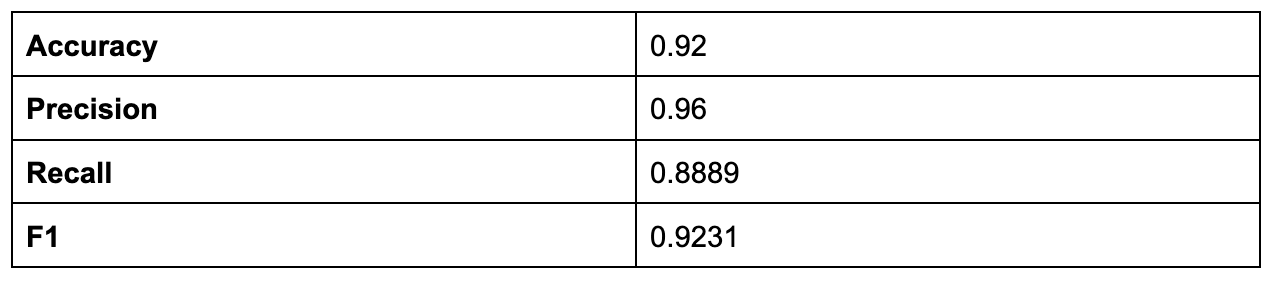 Accuracy 0.92
Precision 0.96
Recall 0.8889
F1 0.9231